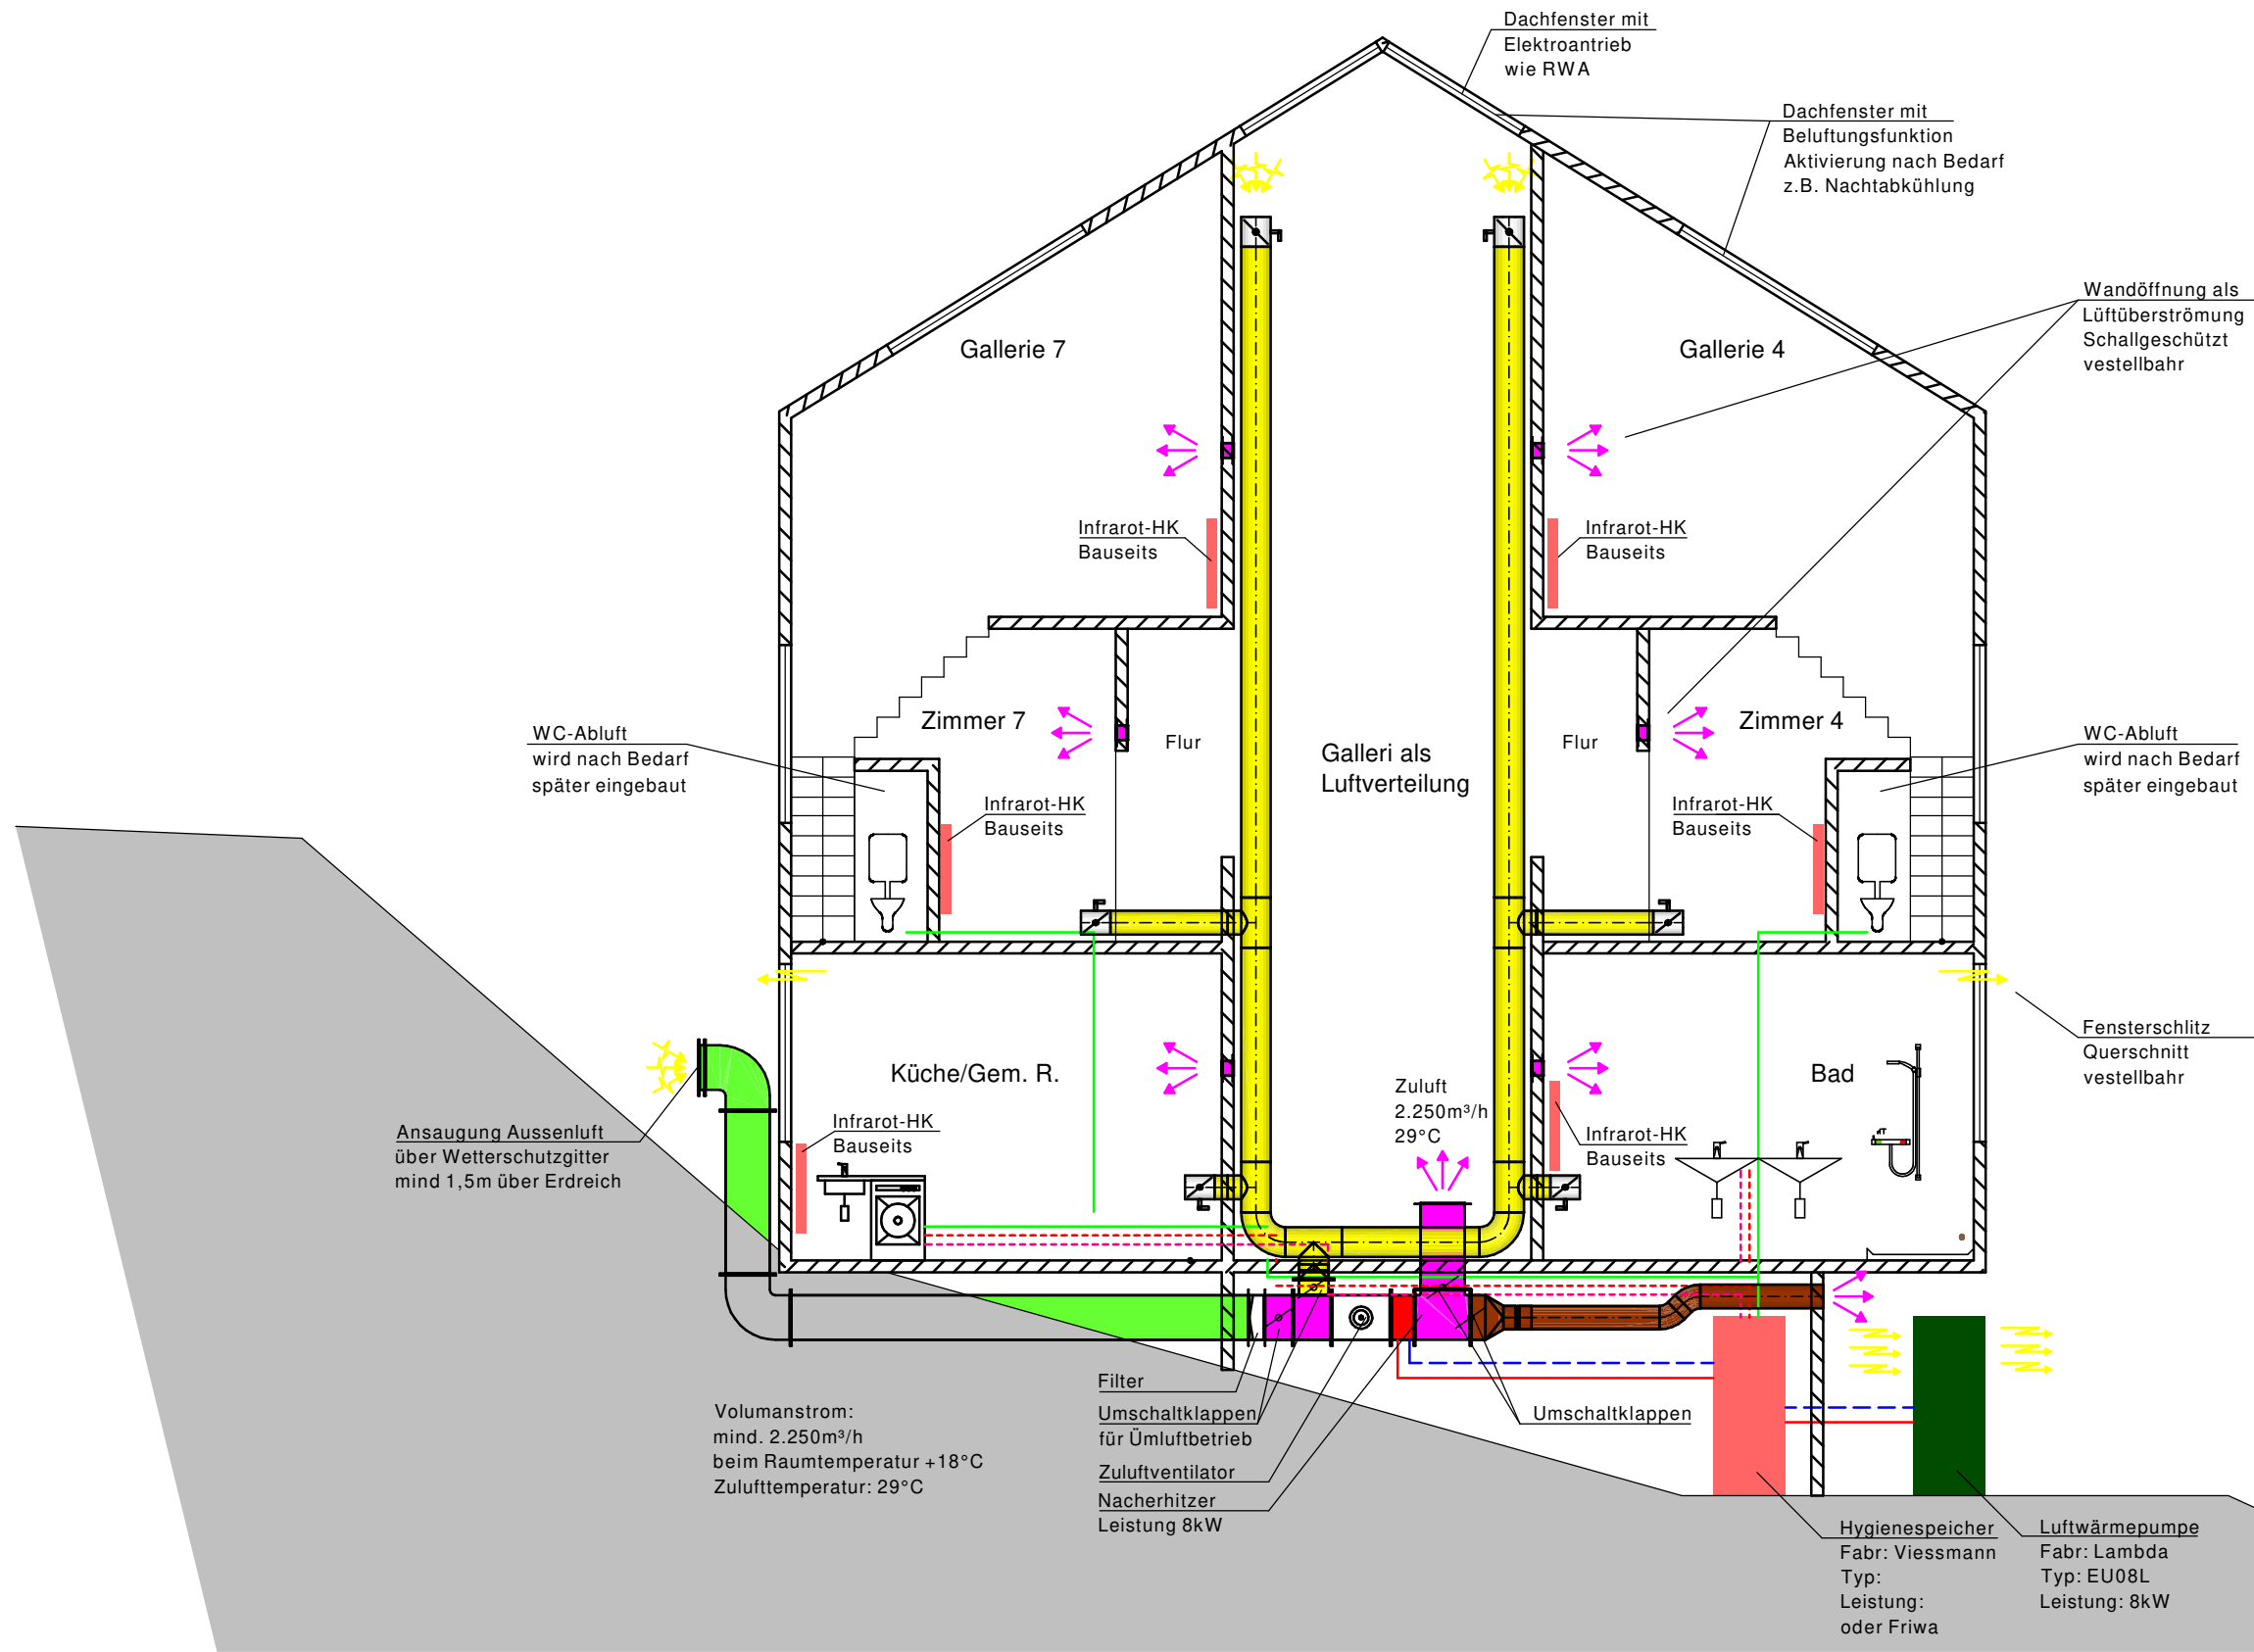 Dachfenster mit
Elektroantrieb
wie RWA
Dachfenster mit
Beluftungsfunktion
Aktivierung nach Bedarf
z.B. Nachtabkühlung
Wandöffnung als
Lüftüberströmung
Schallgeschützt
vestellbahr
Gallerie 7
Gallerie 4
Infrarot-HK
Bauseits
Infrarot-HK
Bauseits
WC-Abluft
wird nach Bedarf
später eingebaut
Zimmer 7
Flur
Galleri als
Luftverteilung
Flur
Zimmer 4
WC-Abluft
wird nach Bedarf
später eingebaut
Infrarot-HK
Bauseits
Infrarot-HK
Bauseits
Fensterschlitz
Querschnitt
vestellbahr
Küche/Gem. R.
Zuluft
2.250m³/h
29°C
Bad
Ansaugung Aussenluft
über Wetterschutzgitter
mind 1,5m über Erdreich
Infrarot-HK
Bauseits
Infrarot-HK
Bauseits
Volumanstrom:
mind. 2.250m³/h
beim Raumtemperatur +18°C
Zulufttemperatur: 29°C
Filter
Umschaltklappen
für Ümluftbetrieb
Zuluftventilator
Nacherhitzer
Leistung 8kW
Umschaltklappen
Hygienespeicher
Fabr: Viessmann
Typ:
Leistung:
oder Friwa
Luftwärmepumpe
Fabr: Lambda
Typ: EU08L
Leistung: 8kW